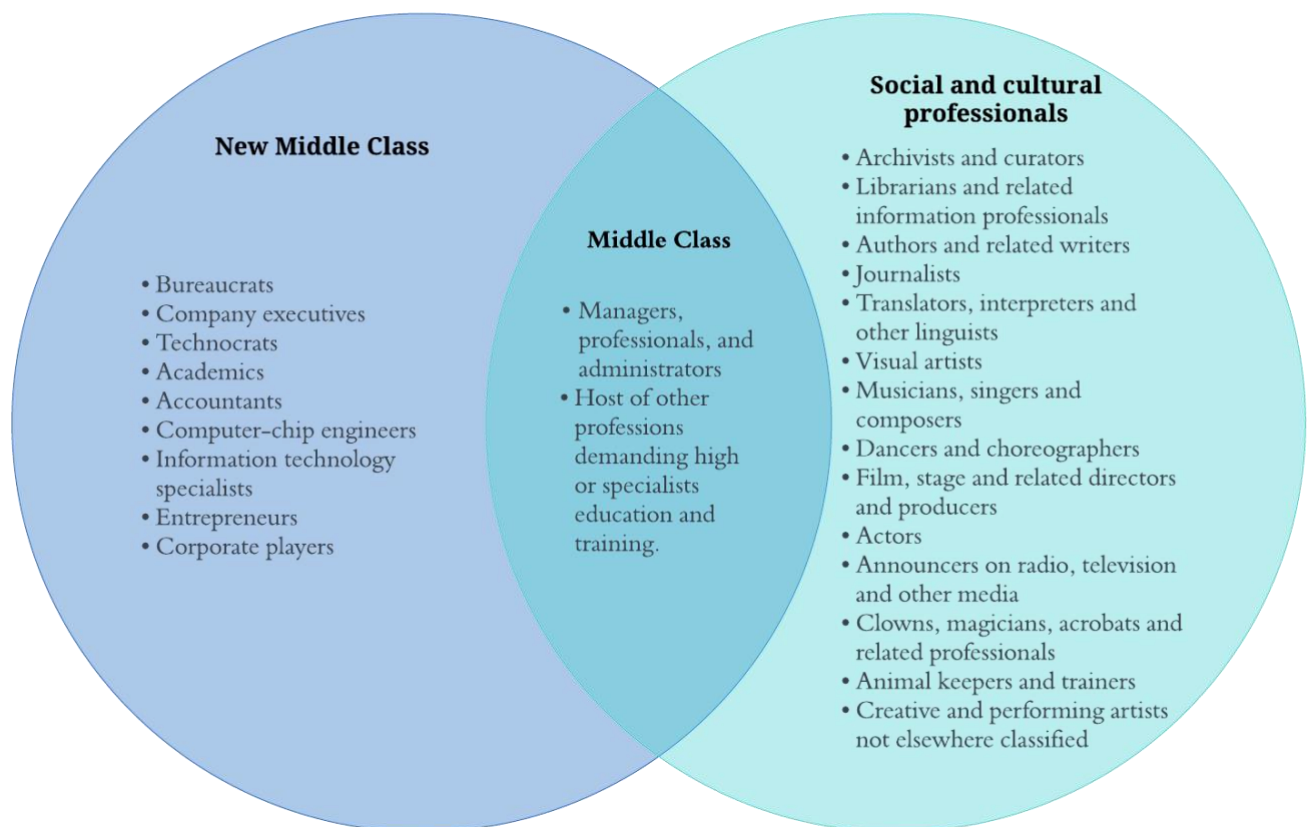 New Middle Class
• Bureaucrats
• Company executives
• Technocrats
• Academics
• Accountants
• Computer-chip engineers
• Information technology
specialists
• Entrepreneurs
• Corporate players
Middle Class
• Managers,
professionals, and
administrators
• Host of other
professions
demanding high
or specialists
education and
training.
Social and cultural
professionals
• Archivists and curators
• Librarians and related
information professionals
• Authors and related writers
• Journalists
• Translators, interpreters and
other linguists
• Visual artists
• Musicians, singers and
composers
• Dancers and choreographers
• Film, stage and related directors
and producers
• Actors
• Announcers on radio, television
and other media
• Clowns, magicians, acrobats and
related professionals
• Animal keepers and trainers
• Creative and performing artists
not elsewhere classified